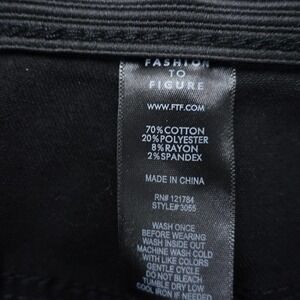 FASHION
TO
FIGURE
WWW.FTF.COM
70%COTTON
20%POLYESTER
8%RAYON
2%SPANDEX
MADE IN CHINA
RN# 121784
STYLE#3055
WASH ONCE
BEFORE WEARING
WASH INSIDE OUT
MACHINE WASH COLD
WITH LIKE COLORS
GENTLE CYCLE
DO NOT BLEACH
TUMBLE DRY LOW
COOL IRON IF NEEDED